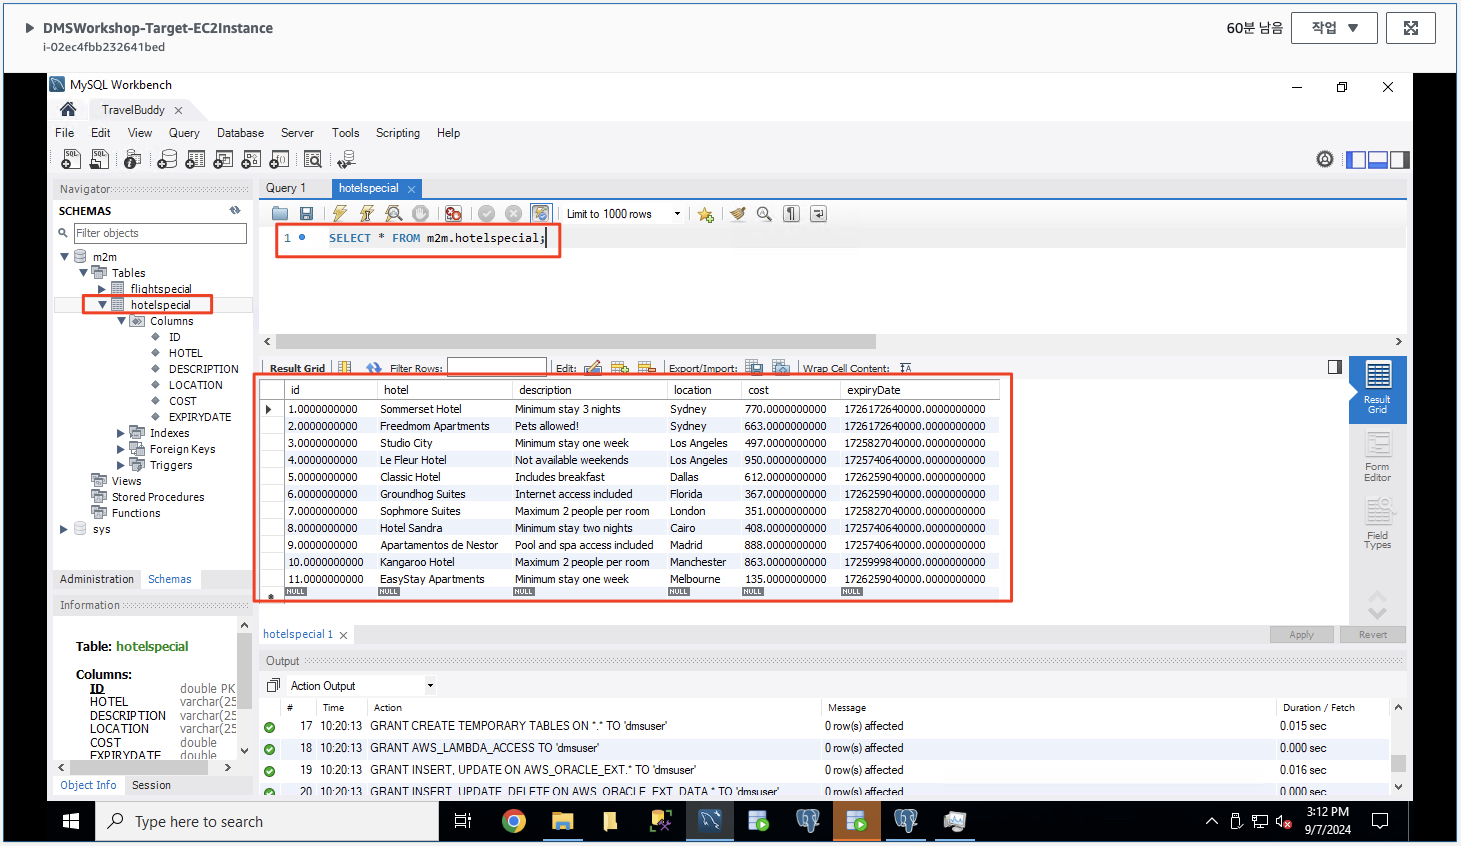 DMSWorkshop-Target-EC2Instance
i-02ec4fbb232641bed
60분 남음
작업
MySQL Workbench
TravelBuddy
File Edit View Query Database Server Tools Scripting Help
Navigator
SCHEMAS
Filter objects
m2m
Tables
flightspecial
hotelspecial
Columns
ID
HOTEL
DESCRIPTION
LOCATION
COST
EXPIRYDATE
Indexes
Foreign Keys
Triggers
Views
Stored Procedures
Functions
sys
Administration Schemas
Information
Table: hotelspecial
Columns:
ID double PK
HOTEL varchar(25
DESCRIPTION varchar(25
LOCATION varchar(25
COST double
EXPIRYDATE double
Object Info Session
Query 1 hotelspecial
Limit to 1000 rows
1 SELECT * FROM m2m.hotelspecial;
Result Grid Filter Rows: Edit: Export/Import: Wrap Cell Content:
id hotel description location cost expiryDate
1.0000000000 Sommerset Hotel Minimum stay 3 nights Sydney 770.0000000000 1726172640000.0000000000
2.0000000000 Freedmom Apartments Pets allowed! Sydney 663.0000000000 1726172640000.0000000000
3.0000000000 Studio City Minimum stay one week Los Angeles 497.0000000000 1725827040000.0000000000
4.0000000000 Le Fleur Hotel Not available weekends Los Angeles 950.0000000000 1725740640000.0000000000
5.0000000000 Classic Hotel Includes breakfast Dallas 612.0000000000 1726259040000.0000000000
6.0000000000 Groundhog Suites Internet access included Florida 367.0000000000 1726259040000.0000000000
7.0000000000 Sophmore Suites Maximum 2 people per room London 351.0000000000 1725827040000.0000000000
8.0000000000 Hotel Sandra Minimum stay two nights Cairo 408.0000000000 1725740640000.0000000000
9.0000000000 Apartamentos de Nestor Pool and spa access included Madrid 888.0000000000 1725740640000.0000000000
10.0000000000 Kangaroo Hotel Maximum 2 people per room Manchester 863.0000000000 1725999840000.0000000000
11.0000000000 EasyStay Apartments Minimum stay one week Melbourne 135.0000000000 1726259040000.0000000000
NULL NULL NULL NULL NULL NULL
Result
Grid
Form
Editor
Field
Types
hotelspecial 1
Apply Revert
Output
Action Output
# Time Action Message Duration / Fetch
17 10:20:13 GRANT CREATE TEMPORARY TABLES ON *.* TO 'dmsuser' 0 row(s) affected 0.015 sec
18 10:20:13 GRANT AWS_LAMBDA_ACCESS TO 'dmsuser' 0 row(s) affected 0.000 sec
19 10:20:13 GRANT INSERT, UPDATE ON AWS_ORACLE_EXT.* TO 'dmsuser' 0 row(s) affected 0.016 sec
20 10:20:13 GRANT INSERT, UPDATE, DELETE ON AWS_ORACLE_EXT_DATA.* TO 'dmsuser' 0 row(s) affected 0.000 sec
Type here to search
3:12 PM
9/7/2024